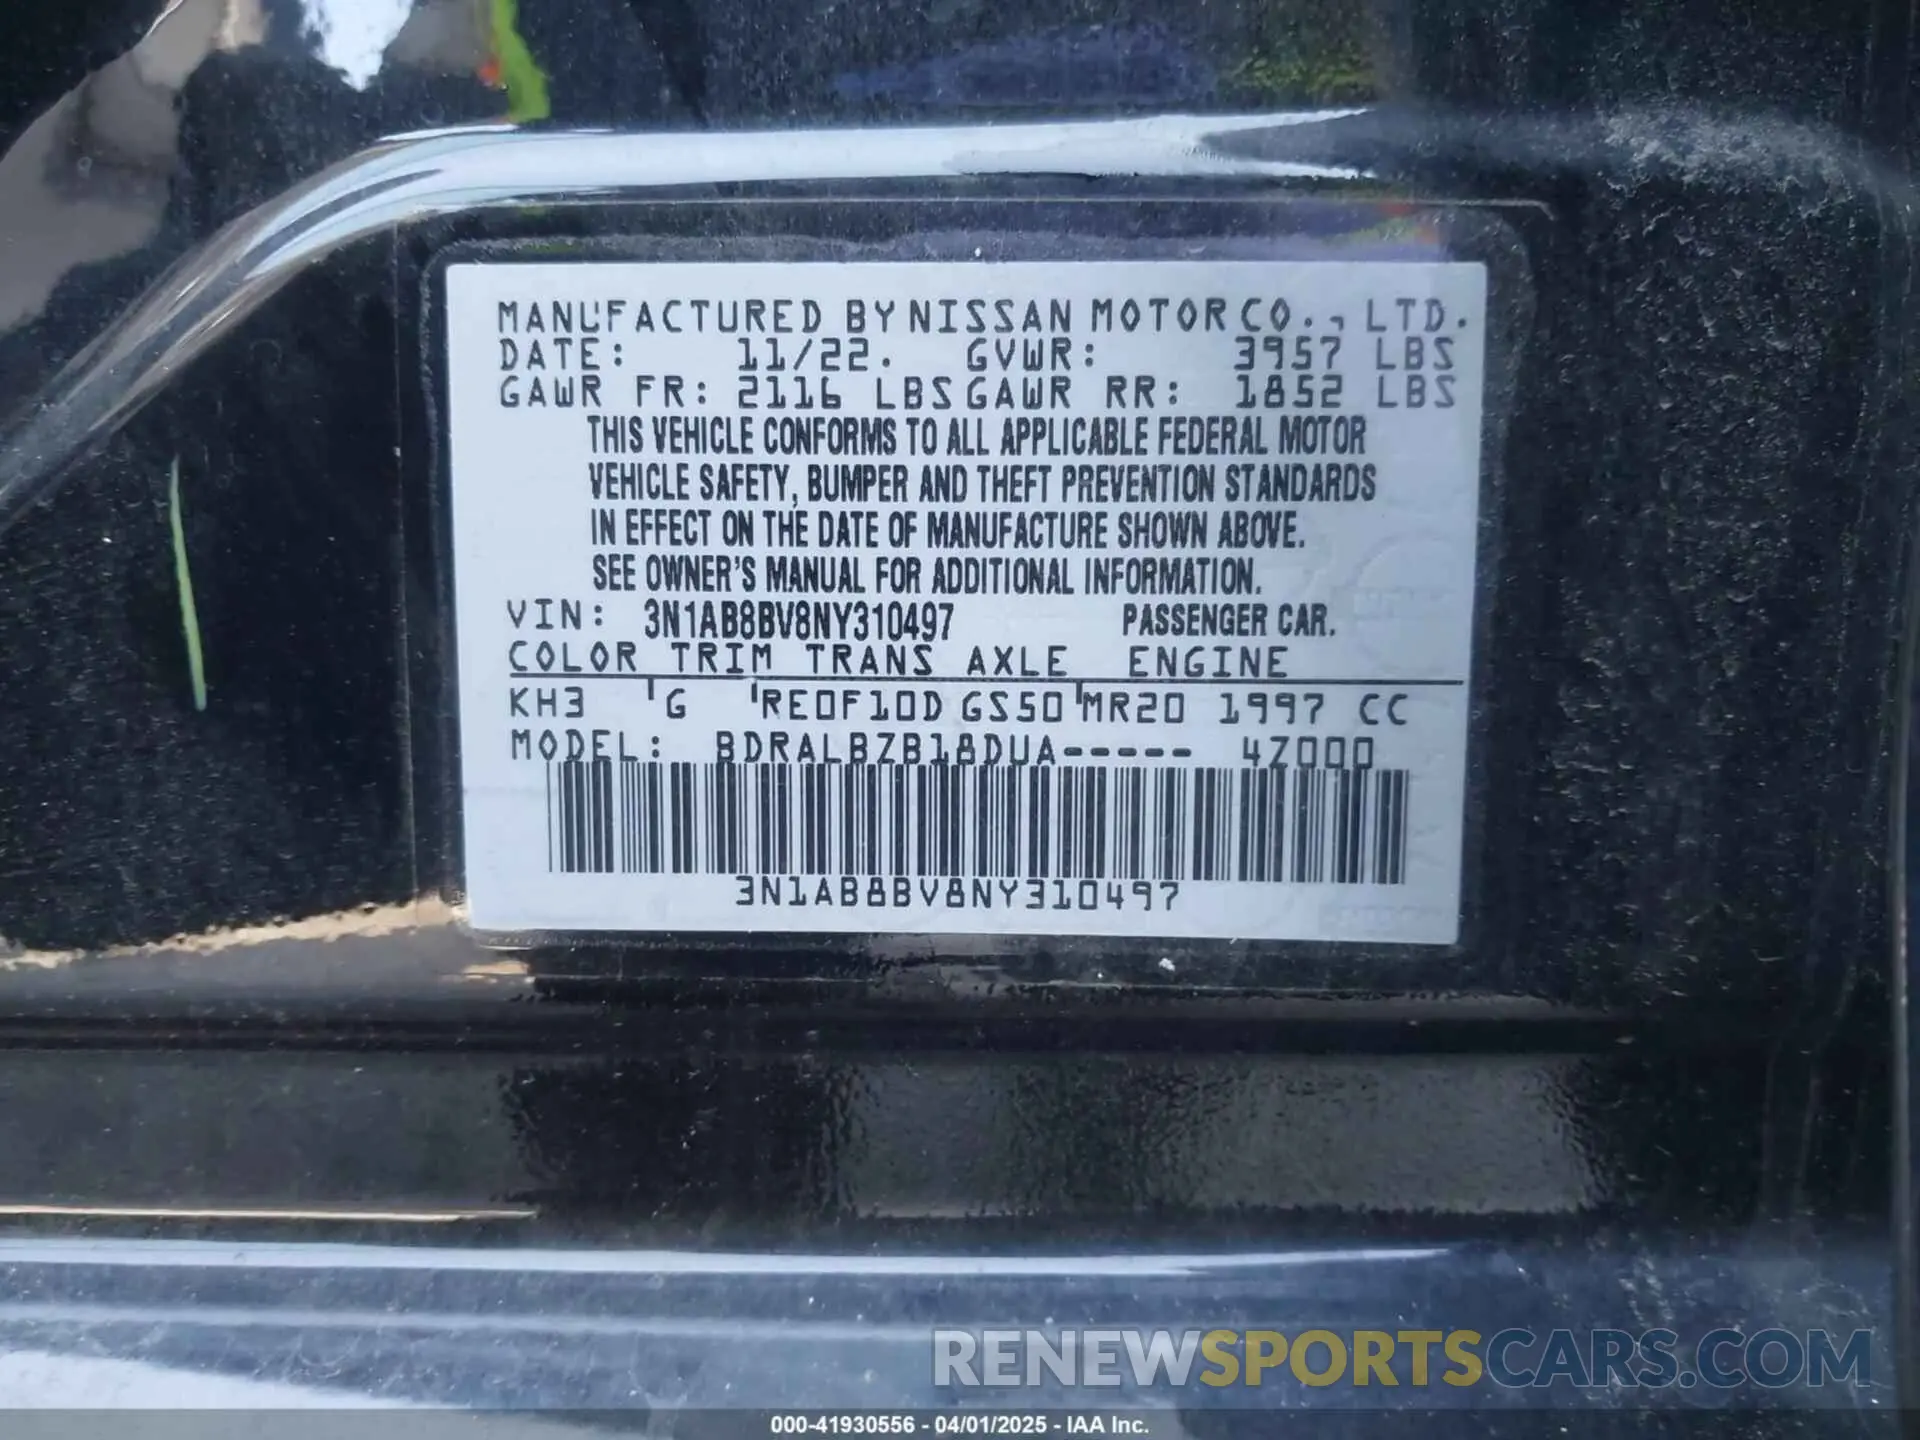 MANUFACTURED BY NISSAN MOTOR CO., LTD.
DATE: 11/22. GVWR: 3957 LBS
GAWR FR: 2116 LBS GAWR RR: 1852 LBS
THIS VEHICLE CONFORMS TO ALL APPLICABLE FEDERAL MOTOR
VEHICLE SAFETY, BUMPER AND THEFT PREVENTION STANDARDS
IN EFFECT ON THE DATE OF MANUFACTURE SHOWN ABOVE.
SEE OWNER'S MANUAL FOR ADDITIONAL INFORMATION.
VIN: 3N1AB8BV8NY310497 PASSENGER CAR.
COLOR TRIM TRANS AXLE ENGINE
KH3 G RE0F10D GS50 MR20 1997 CC
MODEL: BDRALBZB18DUA----- 4Z000
3N1AB8BV8NY310497
RENEWSPORTSCARS.COM
000-41930556 - 04/01/2025 - IAA Inc.